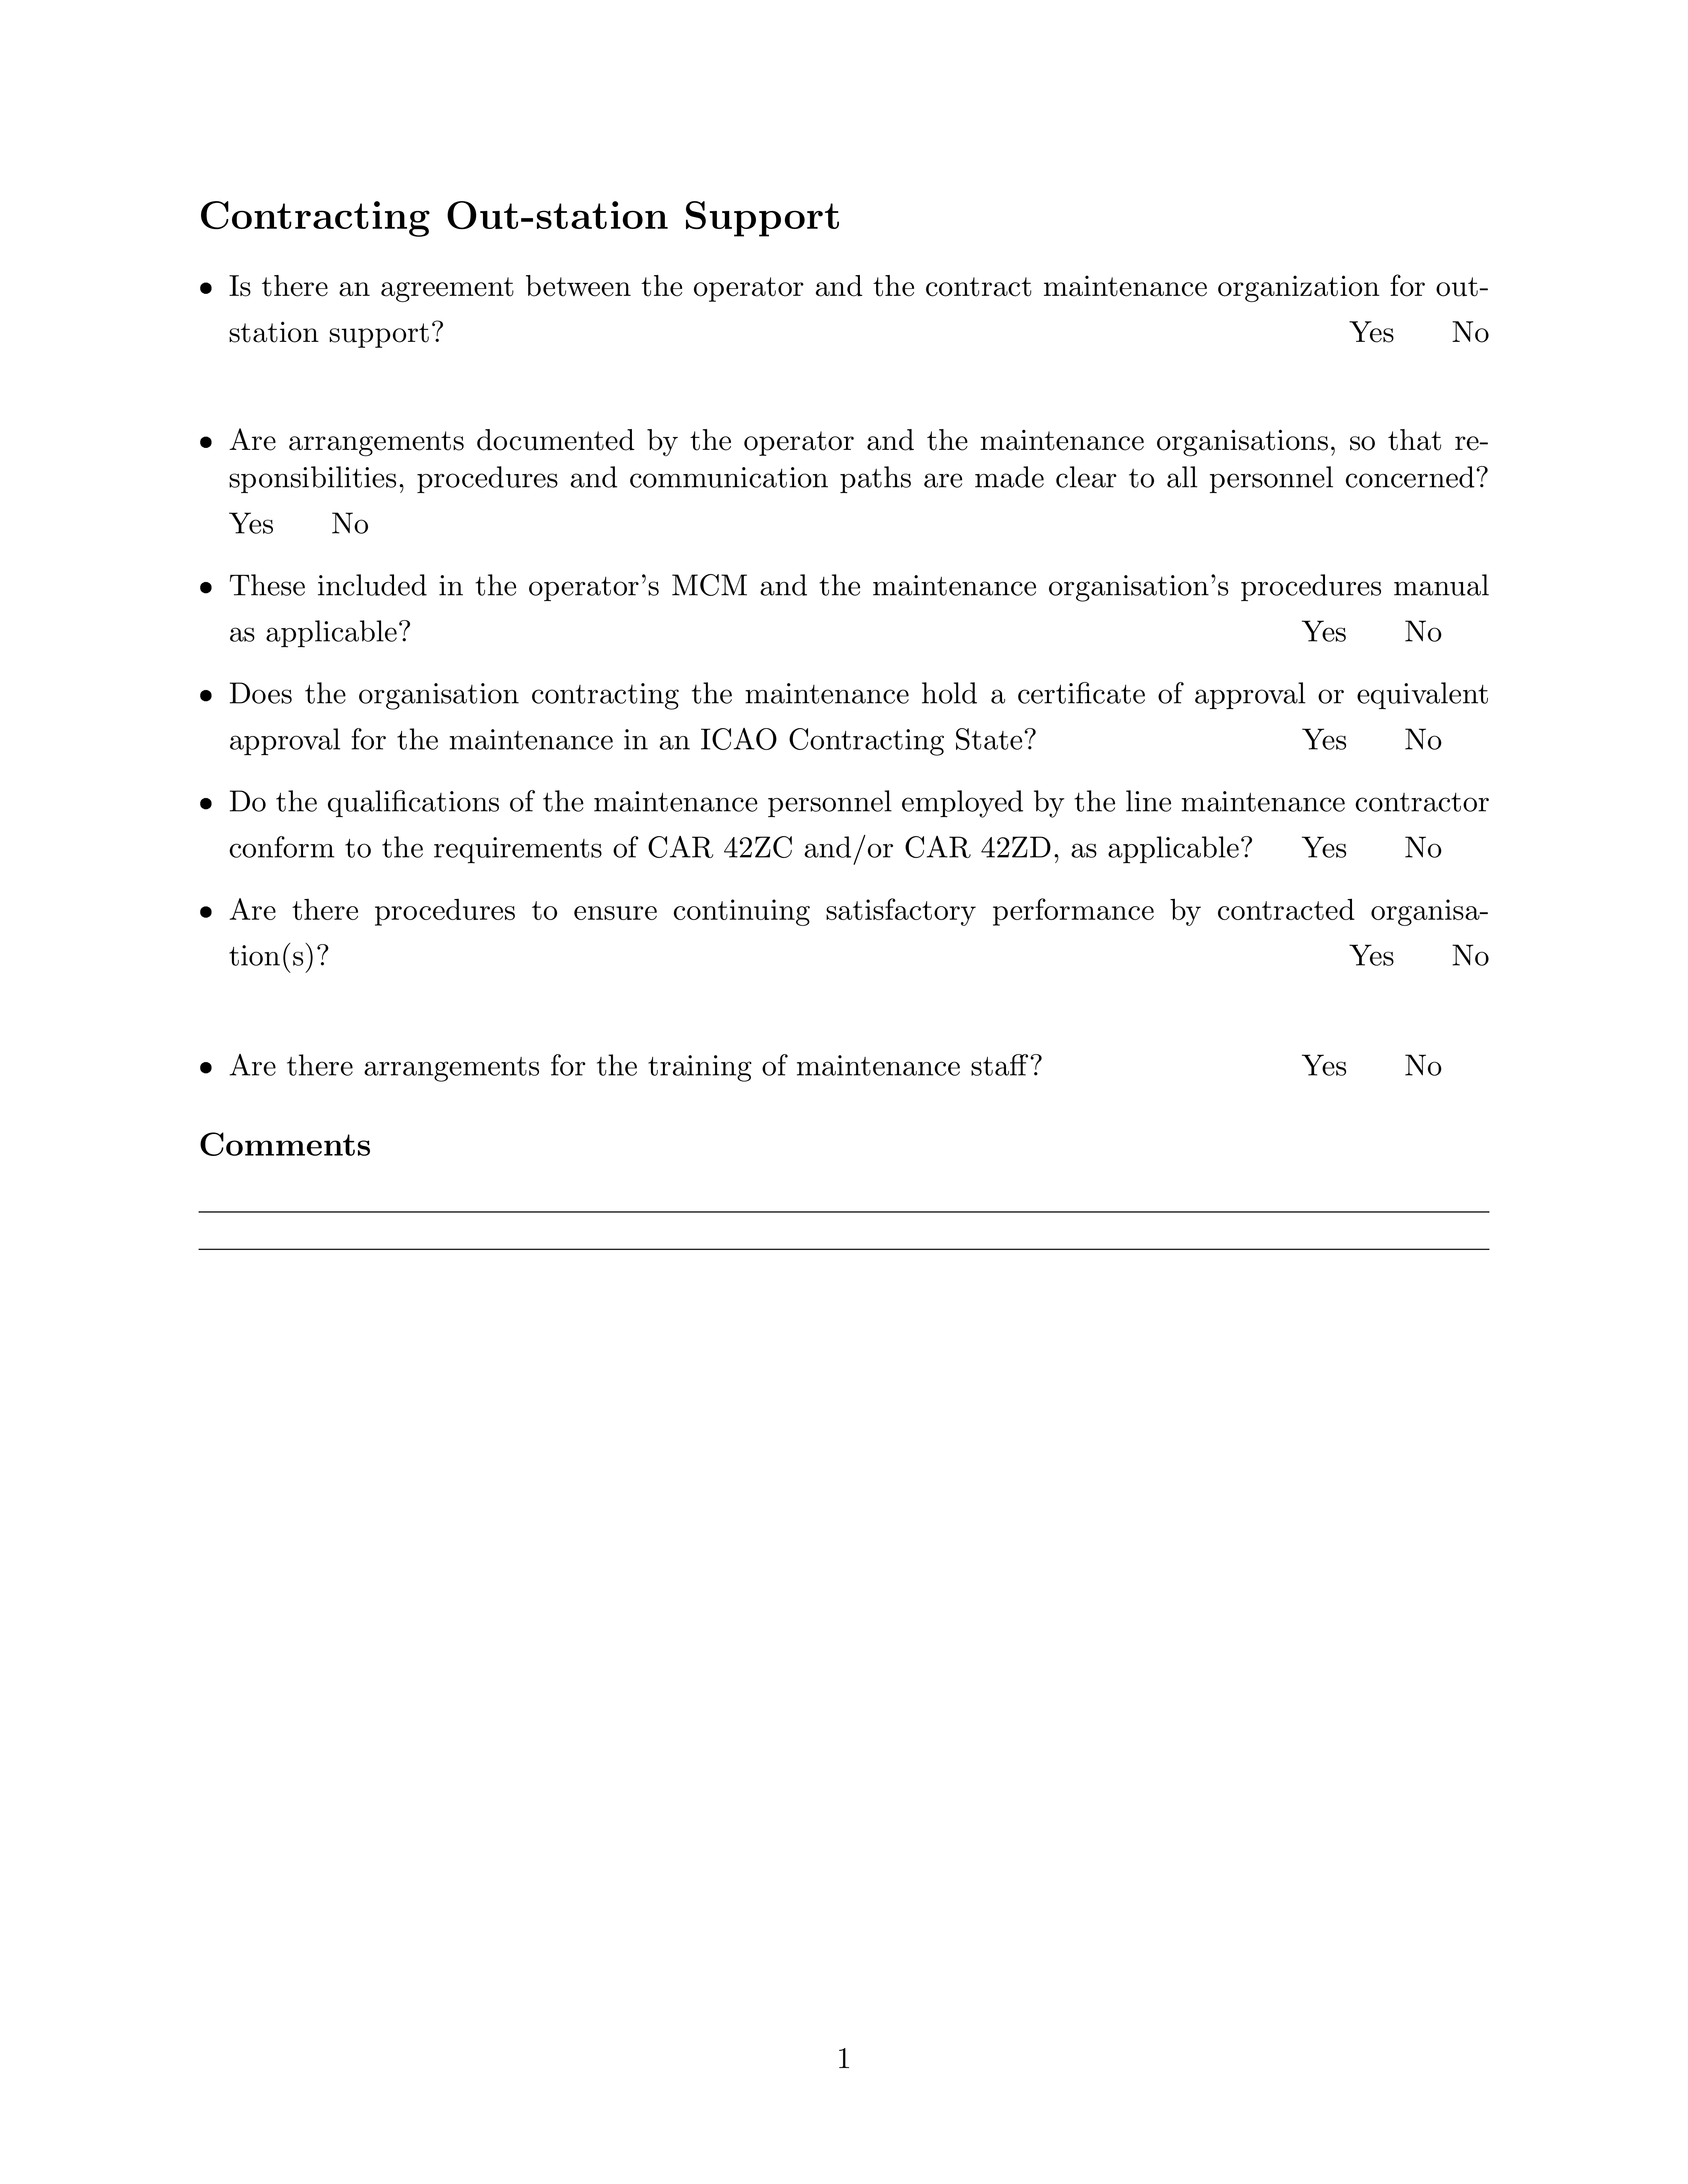 Contracting Out-station Support
• Is there an agreement between the operator and the contract maintenance organization for out-
station support? Yes No
• Are arrangements documented by the operator and the maintenance organisations, so that re-
sponsibilities, procedures and communication paths are made clear to all personnel concerned?
Yes No
• These included in the operator's MCM and the maintenance organisation's procedures manual
as applicable? Yes No
• Does the organisation contracting the maintenance hold a certificate of approval or equivalent
approval for the maintenance in an ICAO Contracting State? Yes No
• Do the qualifications of the maintenance personnel employed by the line maintenance contractor
conform to the requirements of CAR 42ZC and/or CAR 42ZD, as applicable? Yes No
• Are there procedures to ensure continuing satisfactory performance by contracted organisa-
tion(s)? Yes No
• Are there arrangements for the training of maintenance staff? Yes No
Comments
1